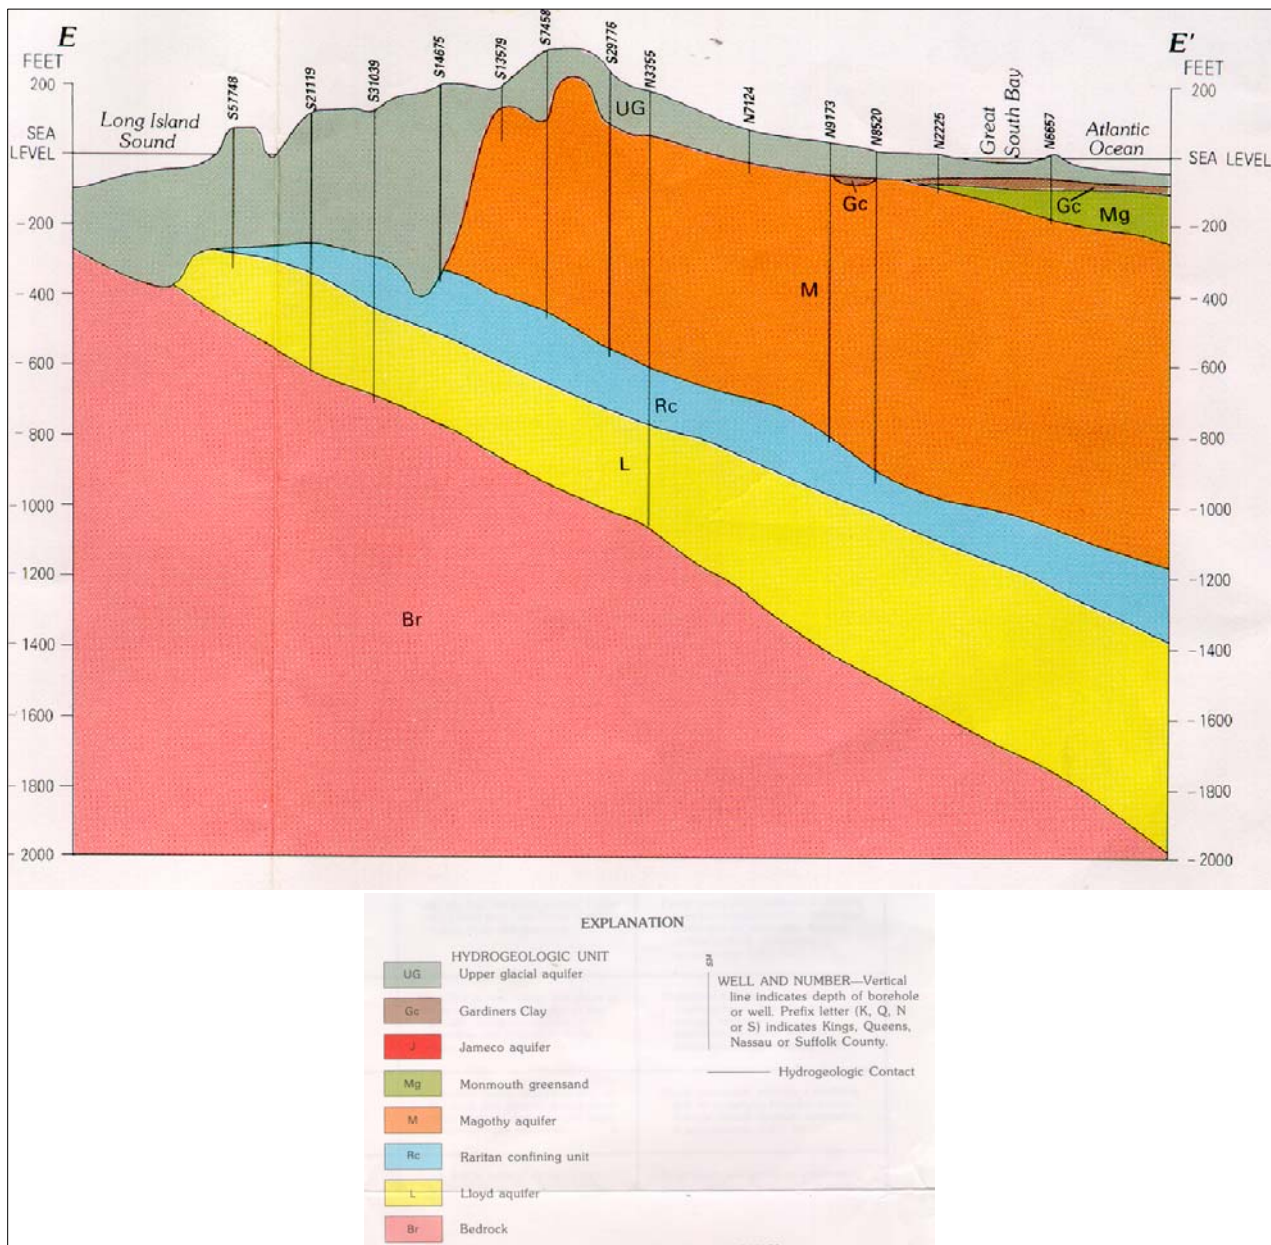 E
E'
FEET
FEET
200
200
SEA
LEVEL
SEA LEVEL
-200
-200
-400
-400
-600
-600
-800
-800
-1000
-1000
-1200
-1200
-1400
-1400
-1600
-1600
-1800
-1800
-2000
-2000
Long Island
Sound
S57748
S21119
S31039
S14675
S13579
S7458
S29776
N3355
N7124
N9173
N8520
N2225
Great
South Bay
N6657
Atlantic
Ocean
UG
Gc
Gc
Mg
M
Rc
L
Br
EXPLANATION
HYDROGEOLOGIC UNIT
UG Upper glacial aquifer
Gc Gardiners Clay
J Jameco aquifer
Mg Monmouth greensand
M Magothy aquifer
Rc Raritan confining unit
L Lloyd aquifer
Br Bedrock
WELL AND NUMBER—Vertical
line indicates depth of borehole
or well. Prefix letter (K, Q, N
or S) indicates Kings, Queens,
Nassau or Suffolk County.
Hydrogeologic Contact